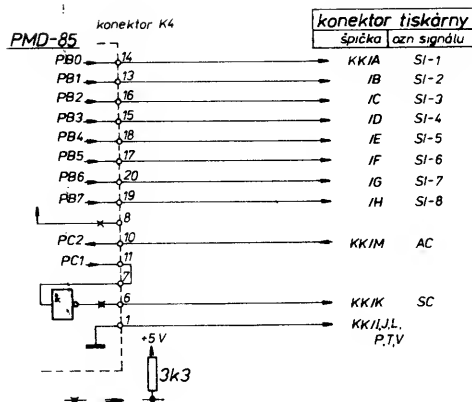 konektor K4
konektor tiskárny
PMD-85
špička ozn signálu
PB0 14 KK/A SI-1
PB1 13 /B SI-2
PB2 16 /C SI-3
PB3 15 /D SI-4
PB4 18 /E SI-5
PB5 17 /F SI-6
PB6 20 /G SI-7
PB7 19 /H SI-8
8
PC2 10 KK/M AC
PC1 11
7
6 KK/K SC
1 KK/I,J,L,
P,T,V
+5V
3k3